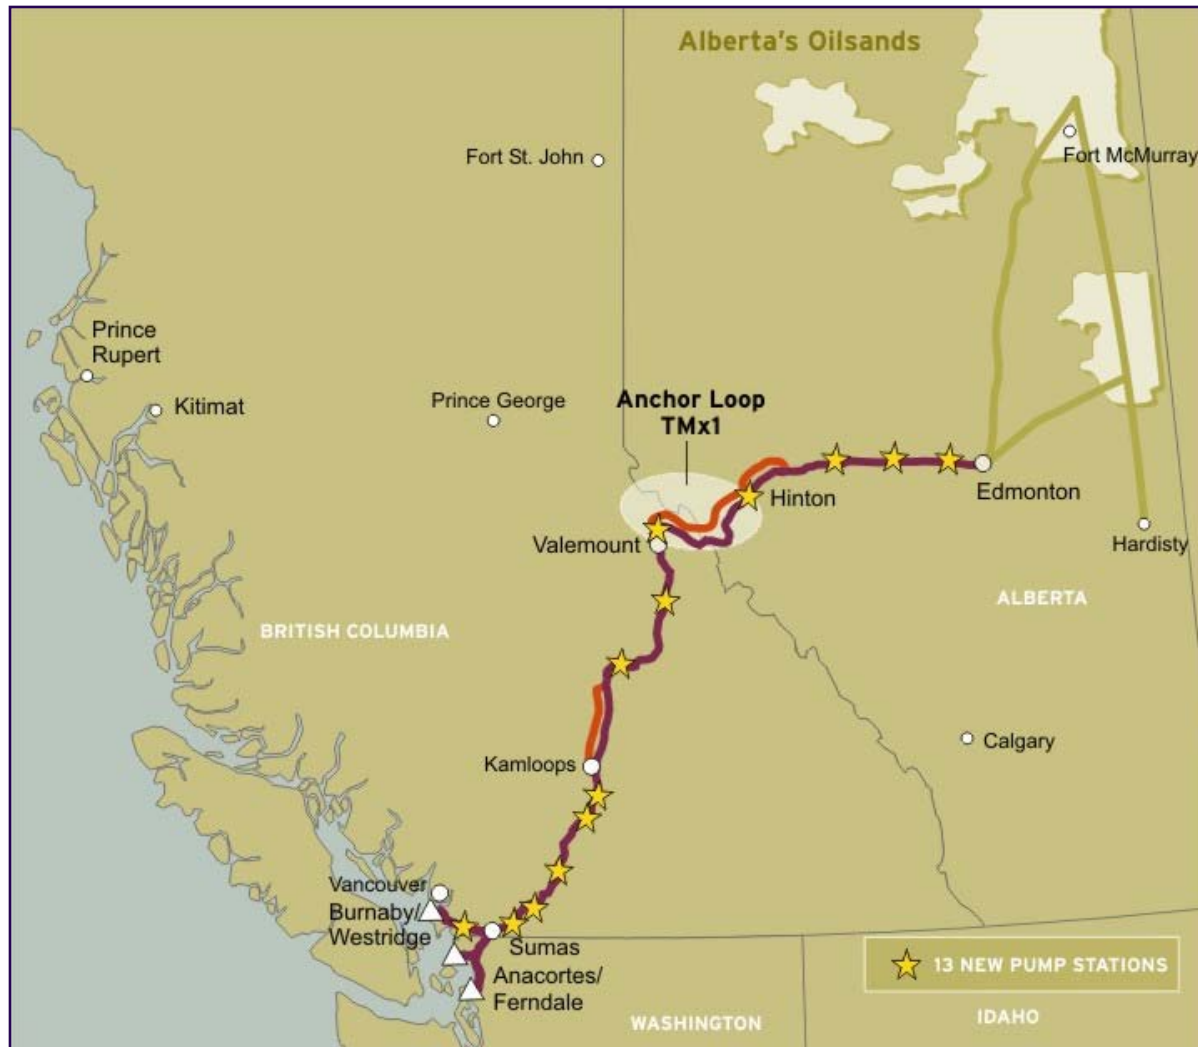 Alberta's Oilsands
Fort St. John
Fort McMurray
Prince
Rupert
Kitimat
Prince George
Anchor Loop
TMx1
Hinton
Edmonton
Valemount
Hardisty
ALBERTA
BRITISH COLUMBIA
Calgary
Kamloops
Vancouver
Burnaby/
Westridge
Sumas
Anacortes/
Ferndale
13 NEW PUMP STATIONS
WASHINGTON
IDAHO